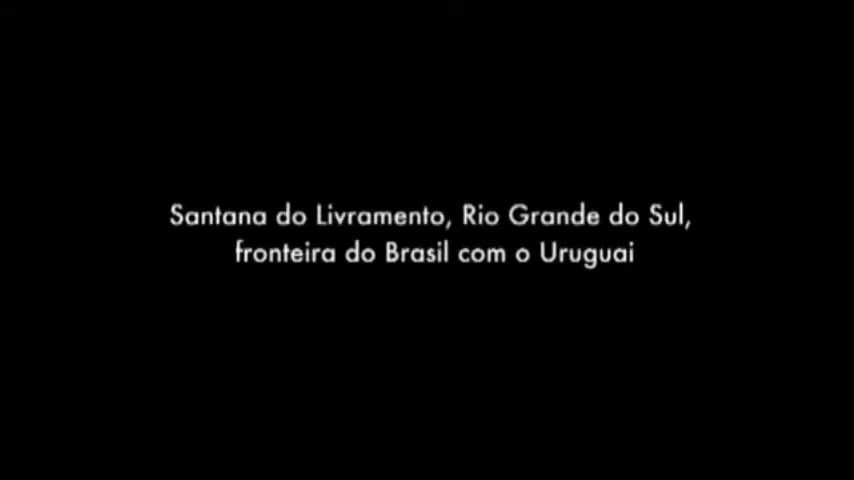 Santana do Livramento, Rio Grande do Sul,
fronteira do Brasil com o Uruguai